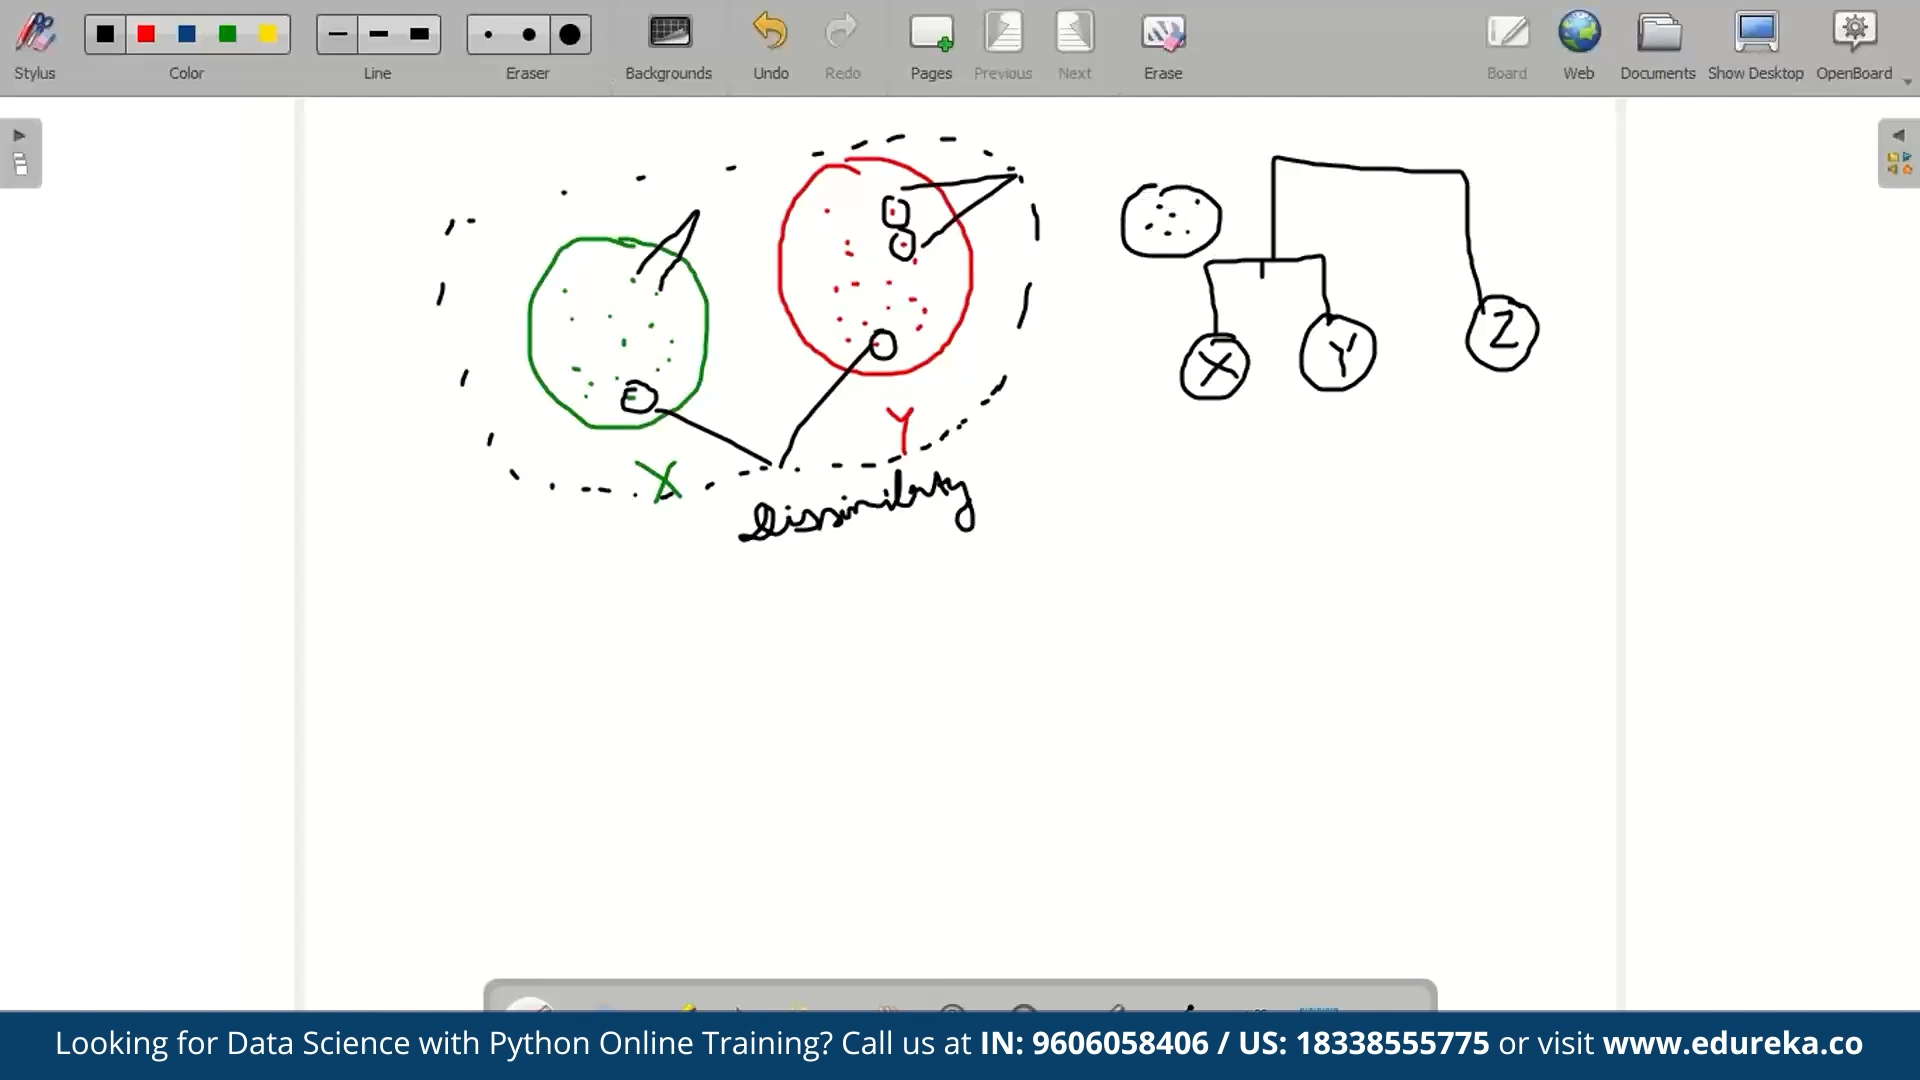 Stylus Color Line Eraser Backgrounds Undo Redo Pages Previous Next Erase Board Web Documents Show Desktop OpenBoard
X Y Z
E
Y
X
Dissimilarty
Looking for Data Science with Python Online Training? Call us at IN: 9606058406 / US: 18338555775 or visit www.edureka.co